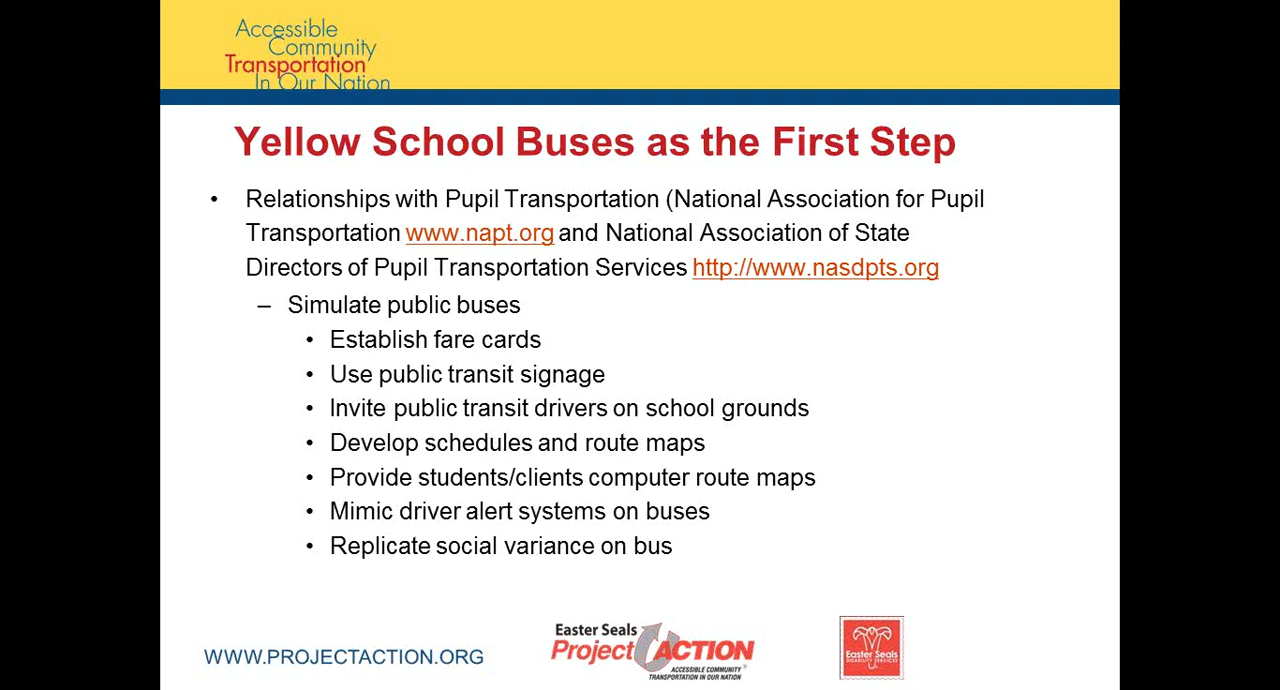 Accessible
Community
Transportation
In Our Nation
Yellow School Buses as the First Step
• Relationships with Pupil Transportation (National Association for Pupil
Transportation www.napt.org and National Association of State
Directors of Pupil Transportation Services http://www.nasdpts.org
– Simulate public buses
• Establish fare cards
• Use public transit signage
• Invite public transit drivers on school grounds
• Develop schedules and route maps
• Provide students/clients computer route maps
• Mimic driver alert systems on buses
• Replicate social variance on bus
WWW.PROJECTACTION.ORG
Easter Seals
Project ACTION
ACCESSIBLE COMMUNITY
TRANSPORTATION IN OUR NATION
Easter Seals
DISABILITY SERVICES